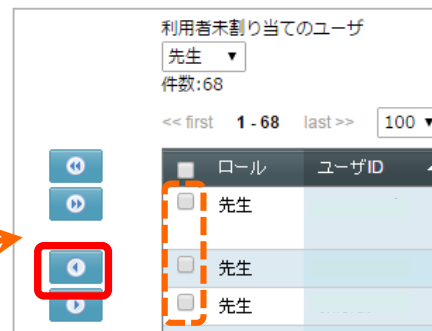 利用者未割り当てのユーザ
先生 ▼
件数:68
<< first 1 - 68 last >> 100 ▼
ロール ユーザID
先生
先生
先生